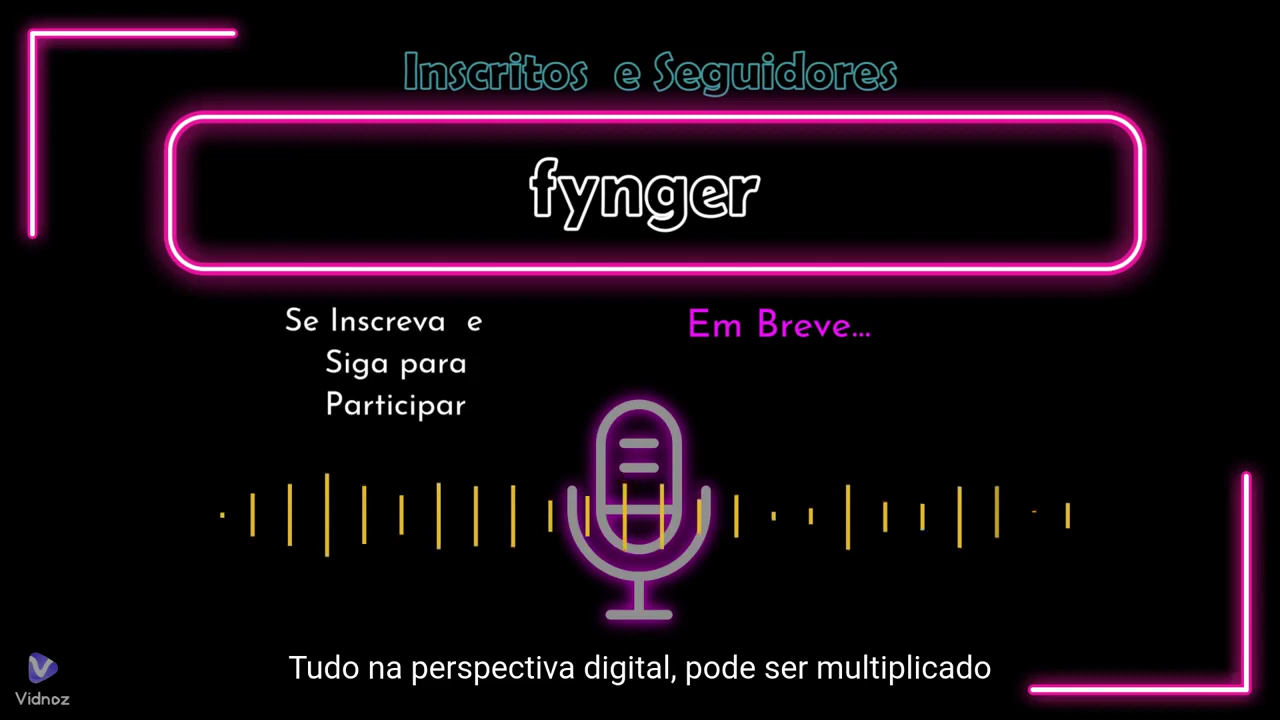 Inscritos e Seguidores
fynger
Se Inscreva e
Siga para
Participar
Em Breve...
Tudo na perspectiva digital, pode ser multiplicado
Vidnoz